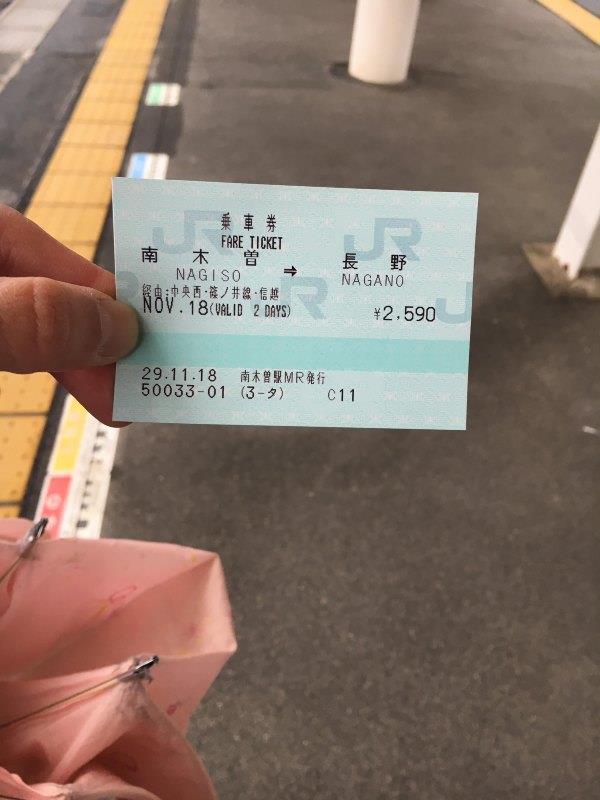 乗車券
FARE TICKET
南木曽 ➡ 長野
NAGISO NAGANO
経由:中央西・篠ノ井線・信越
NOV.18(VALID 2 DAYS) ¥2,590
29.11.18 南木曽駅MR発行
50033-01 (3-タ) C11